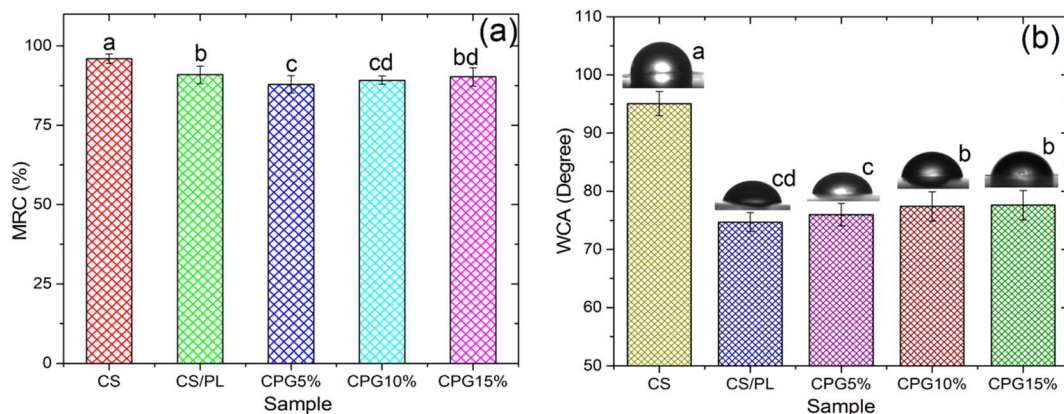 (a)
MRC (%)
100
75
50
25
0
a
b
c
cd
bd
CS
CS/PL
CPG5%
CPG10%
CPG15%
Sample
(b)
WCA (Degree)
110
100
90
80
70
60
50
a
cd
c
b
b
CS
CS/PL
CPG5%
CPG10%
CPG15%
Sample